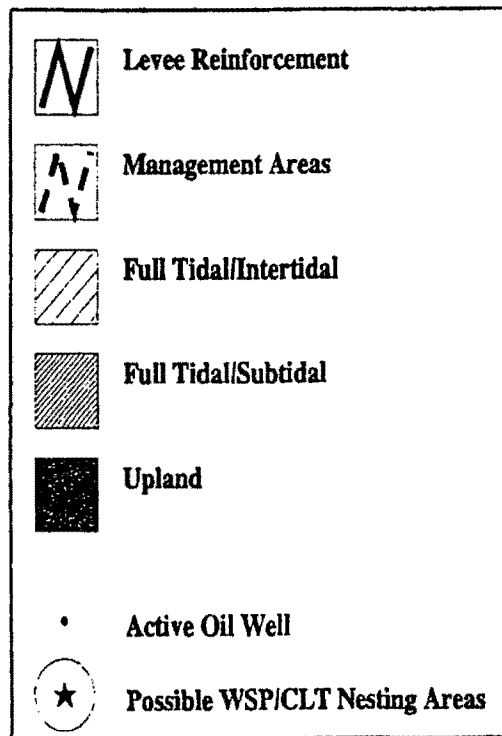 Levee Reinforcement
Management Areas
Full Tidal/Intertidal
Full Tidal/Subtidal
Upland
Active Oil Well
Possible WSP/CLT Nesting Areas